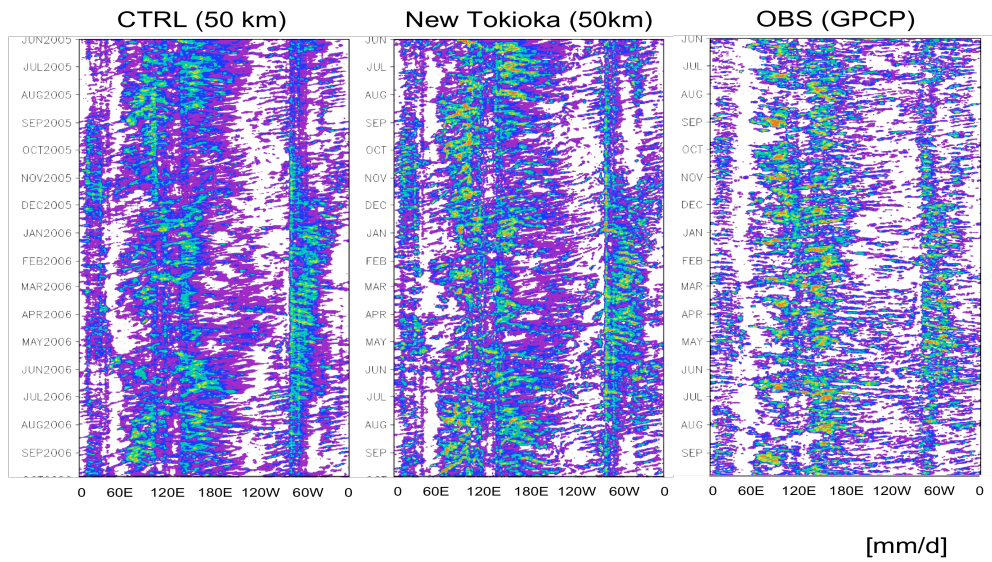 CTRL (50 km)
New Tokioka (50km)
OBS (GPCP)
JUN2005
JUL2005
AUG2005
SEP2005
OCT2005
NOV2005
DEC2005
JAN2006
FEB2006
MAR2006
APR2006
MAY2006
JUN2006
JUL2006
AUG2006
SEP2006
0 60E 120E 180E 120W 60W 0
JUN
JUL
AUG
SEP
OCT
NOV
DEC
JAN
FEB
MAR
APR
MAY
JUN
JUL
AUG
SEP
0 60E 120E 180E 120W 60W 0
JUN
JUL
AUG
SEP
OCT
NOV
DEC
JAN
FEB
MAR
APR
MAY
JUN
JUL
AUG
SEP
0 60E 120E 180E 120W 60W 0
[mm/d]